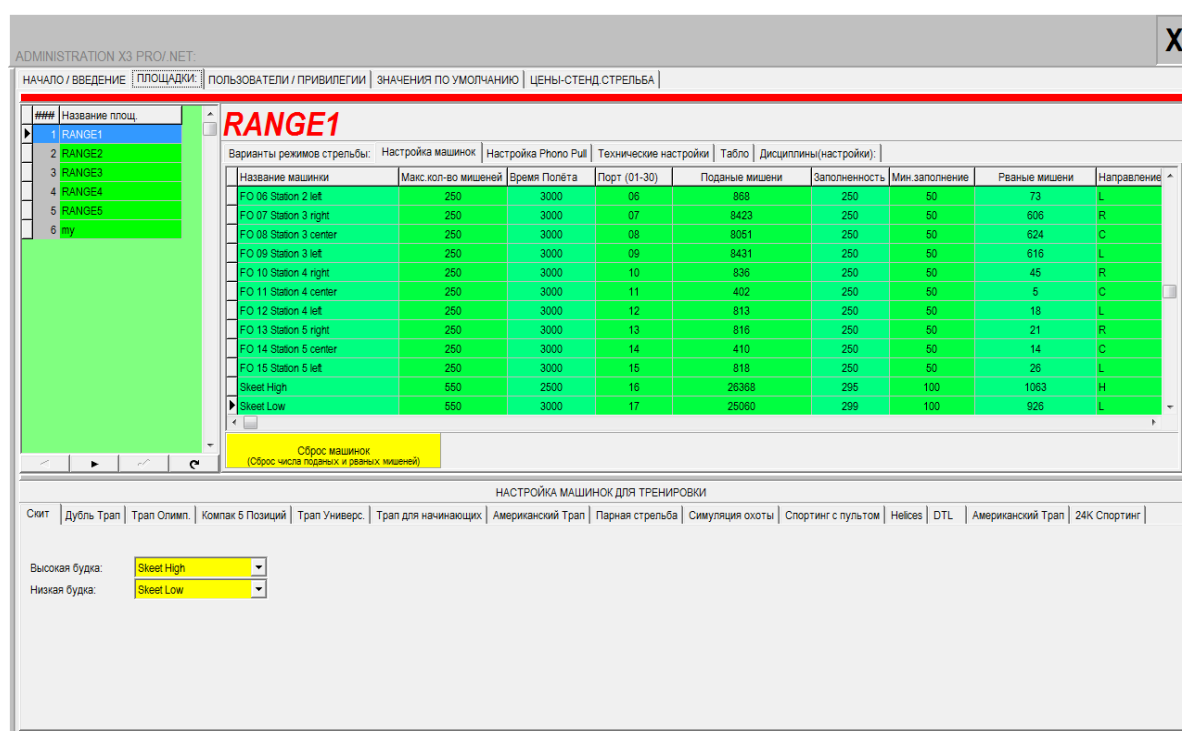 X
ADMINISTRATION X3 PRO/.NET:
НАЧАЛО / ВВЕДЕНИЕ ПЛОЩАДКИ: ПОЛЬЗОВАТЕЛИ / ПРИВИЛЕГИИ ЗНАЧЕНИЯ ПО УМОЛЧАНИЮ ЦЕНЫ-СТЕНД.СТРЕЛЬБА
### Название площ.
1 RANGE1
2 RANGE2
3 RANGE3
4 RANGE4
5 RANGE5
6 my
RANGE1
Варианты режимов стрельбы: Настройка машинок Настройка Phono Pull Технические настройки Табло Дисциплины(настройки):
Название машинки Макс.кол-во мишеней Время Полёта Порт (01-30) Поданые мишени Заполненность Мин.заполнение Рваные мишени Направление
FO 06 Station 2 left 250 3000 06 868 250 50 73 L
FO 07 Station 3 right 250 3000 07 8423 250 50 606 R
FO 08 Station 3 center 250 3000 08 8051 250 50 624 C
FO 09 Station 3 left 250 3000 09 8431 250 50 616 L
FO 10 Station 4 right 250 3000 10 836 250 50 45 R
FO 11 Station 4 center 250 3000 11 402 250 50 5 C
FO 12 Station 4 left 250 3000 12 813 250 50 18 L
FO 13 Station 5 right 250 3000 13 816 250 50 21 R
FO 14 Station 5 center 250 3000 14 410 250 50 14 C
FO 15 Station 5 left 250 3000 15 818 250 50 26 L
Skeet High 550 2500 16 26368 295 100 1063 H
Skeet Low 550 3000 17 25060 299 100 926 L
Сброс машинок
(Сброс числа поданых и рваных мишеней)
НАСТРОЙКА МАШИНОК ДЛЯ ТРЕНИРОВКИ
Скит Дубль Трап Трап Олимп. Компак 5 Позиций Трап Универс. Трап для начинающих Американский Трап Парная стрельба Симуляция охоты Спортинг с пультом Helices DTL Американский Трап 24K Спортинг
Высокая будка: Skeet High
Низкая будка: Skeet Low